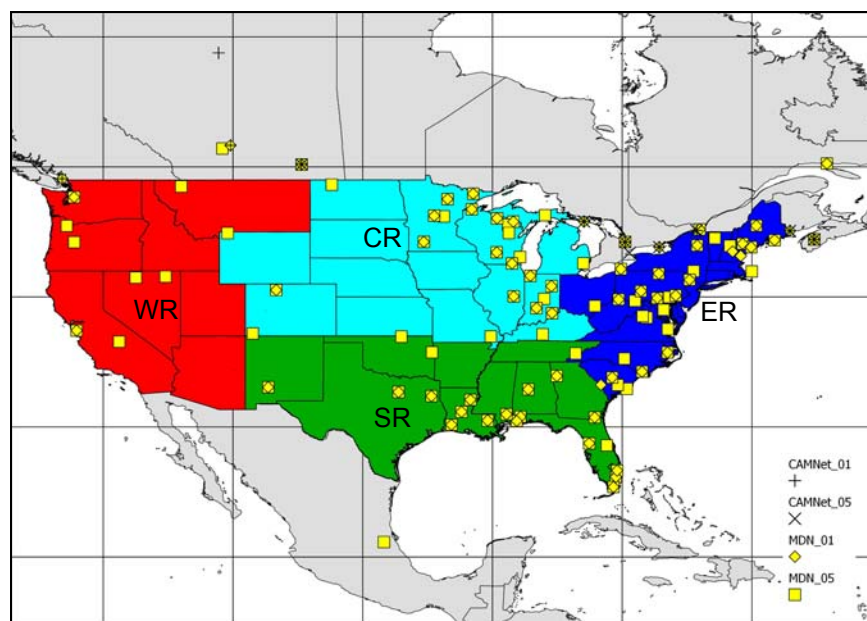 CR
WR
ER
SR
CAMNet_01
CAMNet_05
MDN_01
MDN_05